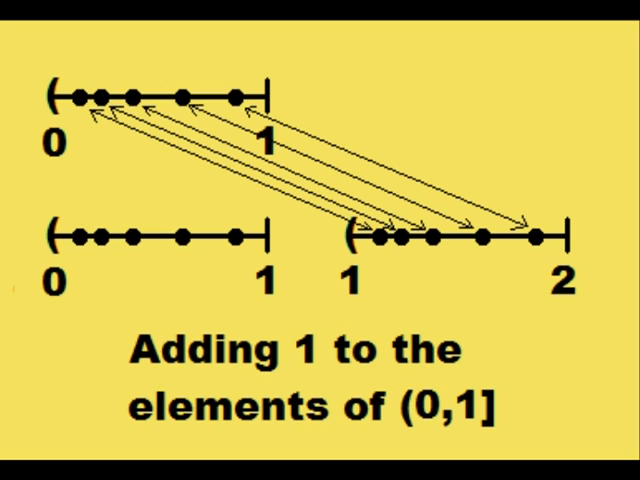 ( |
0 1
( | ( |
0 1 1 2
Adding 1 to the
elements of (0,1]